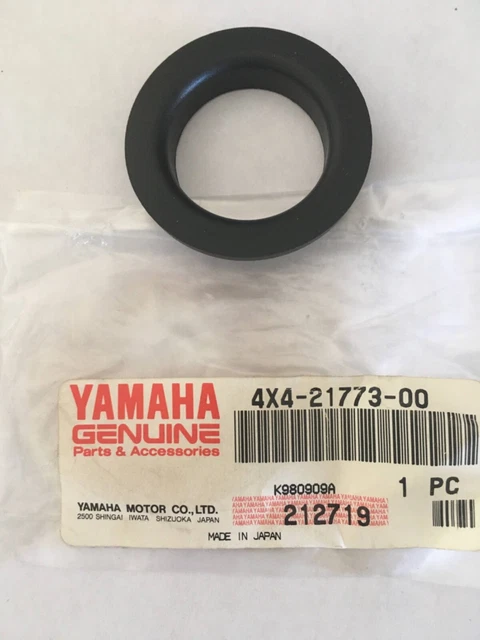 YAMAHA
GENUINE
Parts & Accessories
4X4-21773-00
K980909A
1 PC
YAMAHA MOTOR CO.,LTD.
2500 SHINGAI IWATA SHIZUOKA JAPAN
212719
MADE IN JAPAN